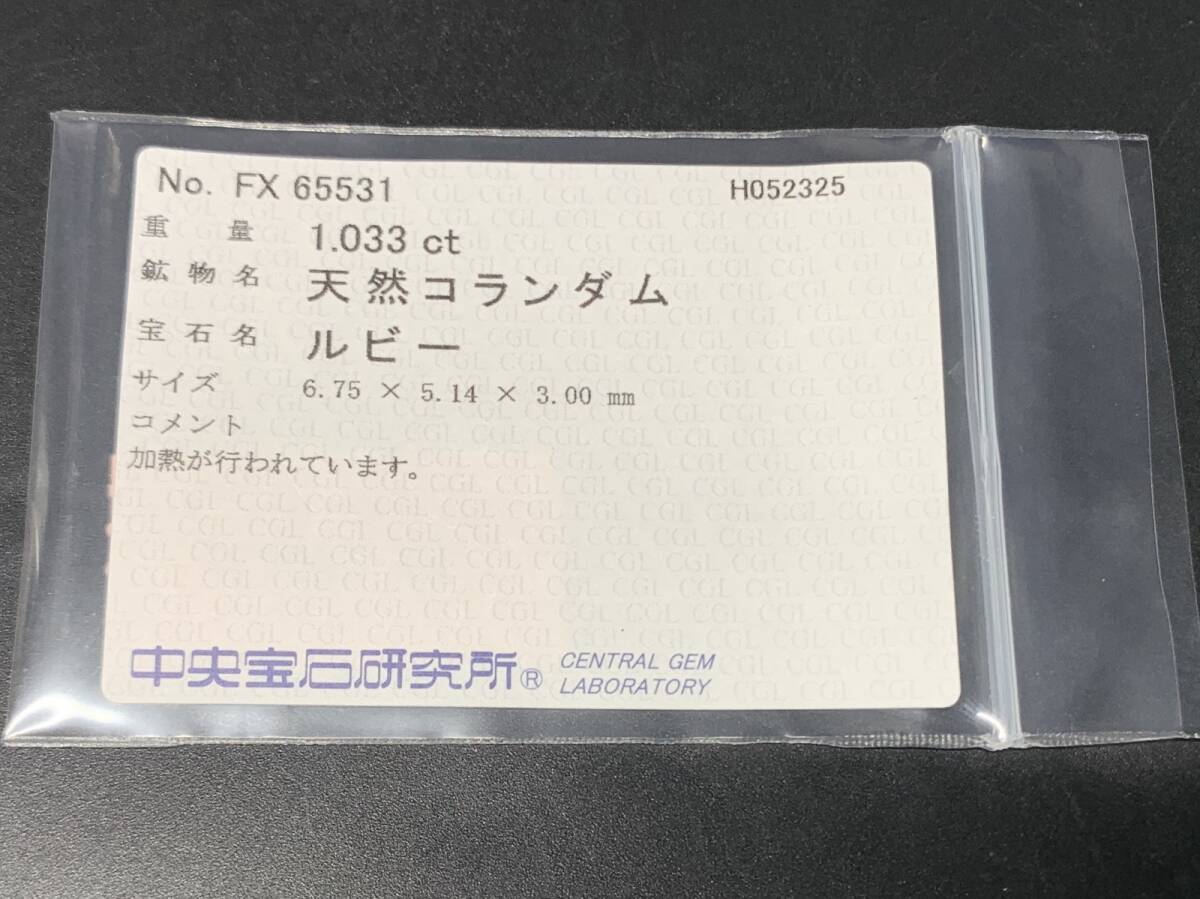 No. FX 65531 H052325
重量 1.033 ct
鉱物名 天然コランダム
宝石名 ルビー
サイズ 6.75 × 5.14 × 3.00 mm
コメント
加熱が行われています。
中央宝石研究所® CENTRAL GEM
LABORATORY